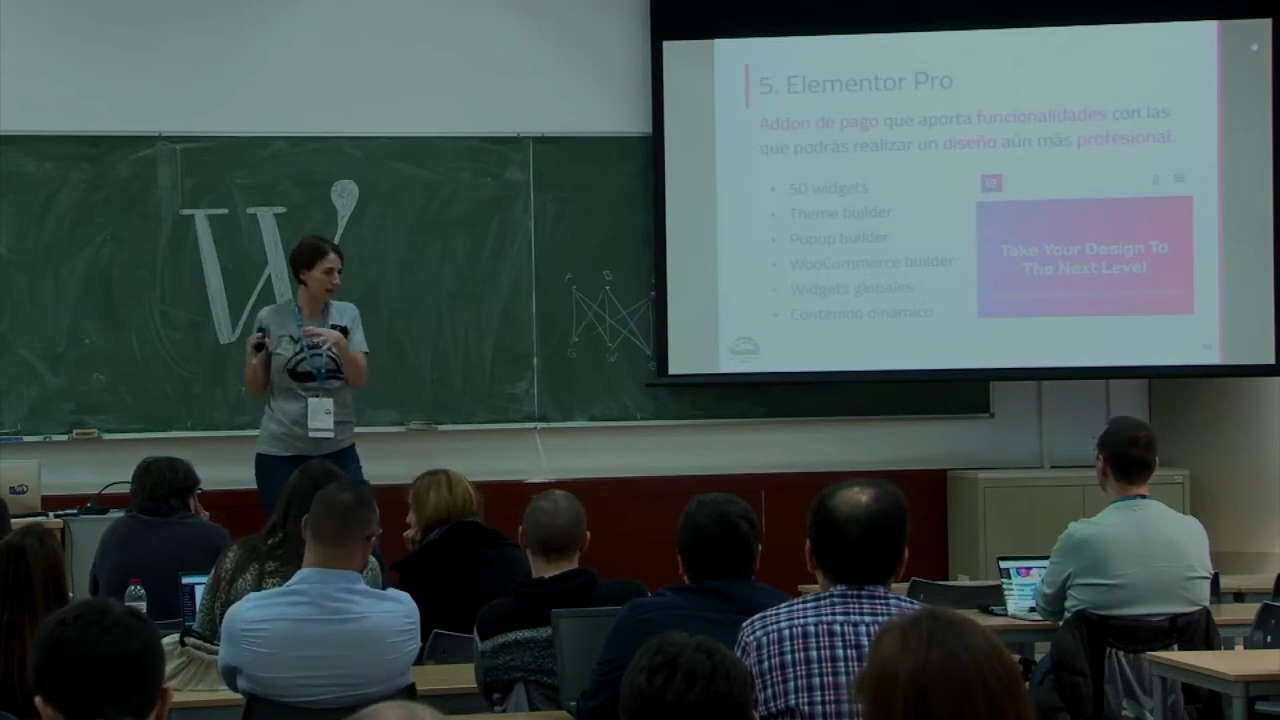 5. Elementor Pro
Addon de pago que aporta funcionalidades con las
que podrás realizar un diseño aún más profesional
• 50 widgets
• Theme builder
• Popup builder
• WooCommerce builder
• Widgets globales
• Contenido dinámico
Take Your Design To
The Next Level
W